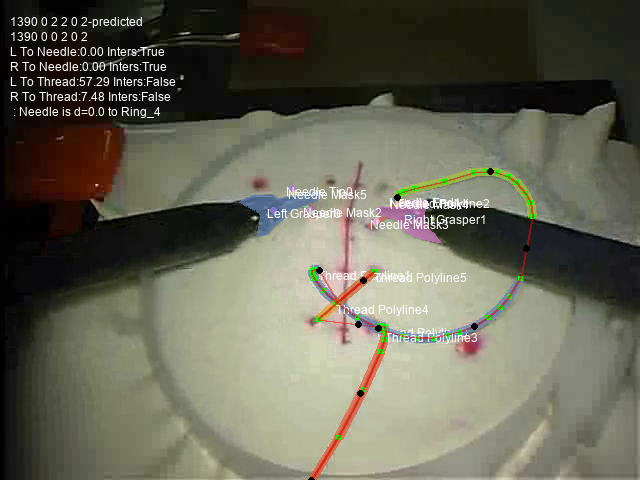 1390 0 2 2 0 2-predicted
1390 0 0 2 0 2
L To Needle:0.00 Inters:True
R To Needle:0.00 Inters:True
L To Thread:57.29 Inters:False
R To Thread:7.48 Inters:False
: Needle is d=0.0 to Ring_4
Needle Tip0
Needle Mask5
Left Grasper0
Needle Mask2
Right Grasper1
Needle Mask3
Thread Polyline5
Thread Polyline4
Thread Polyline3